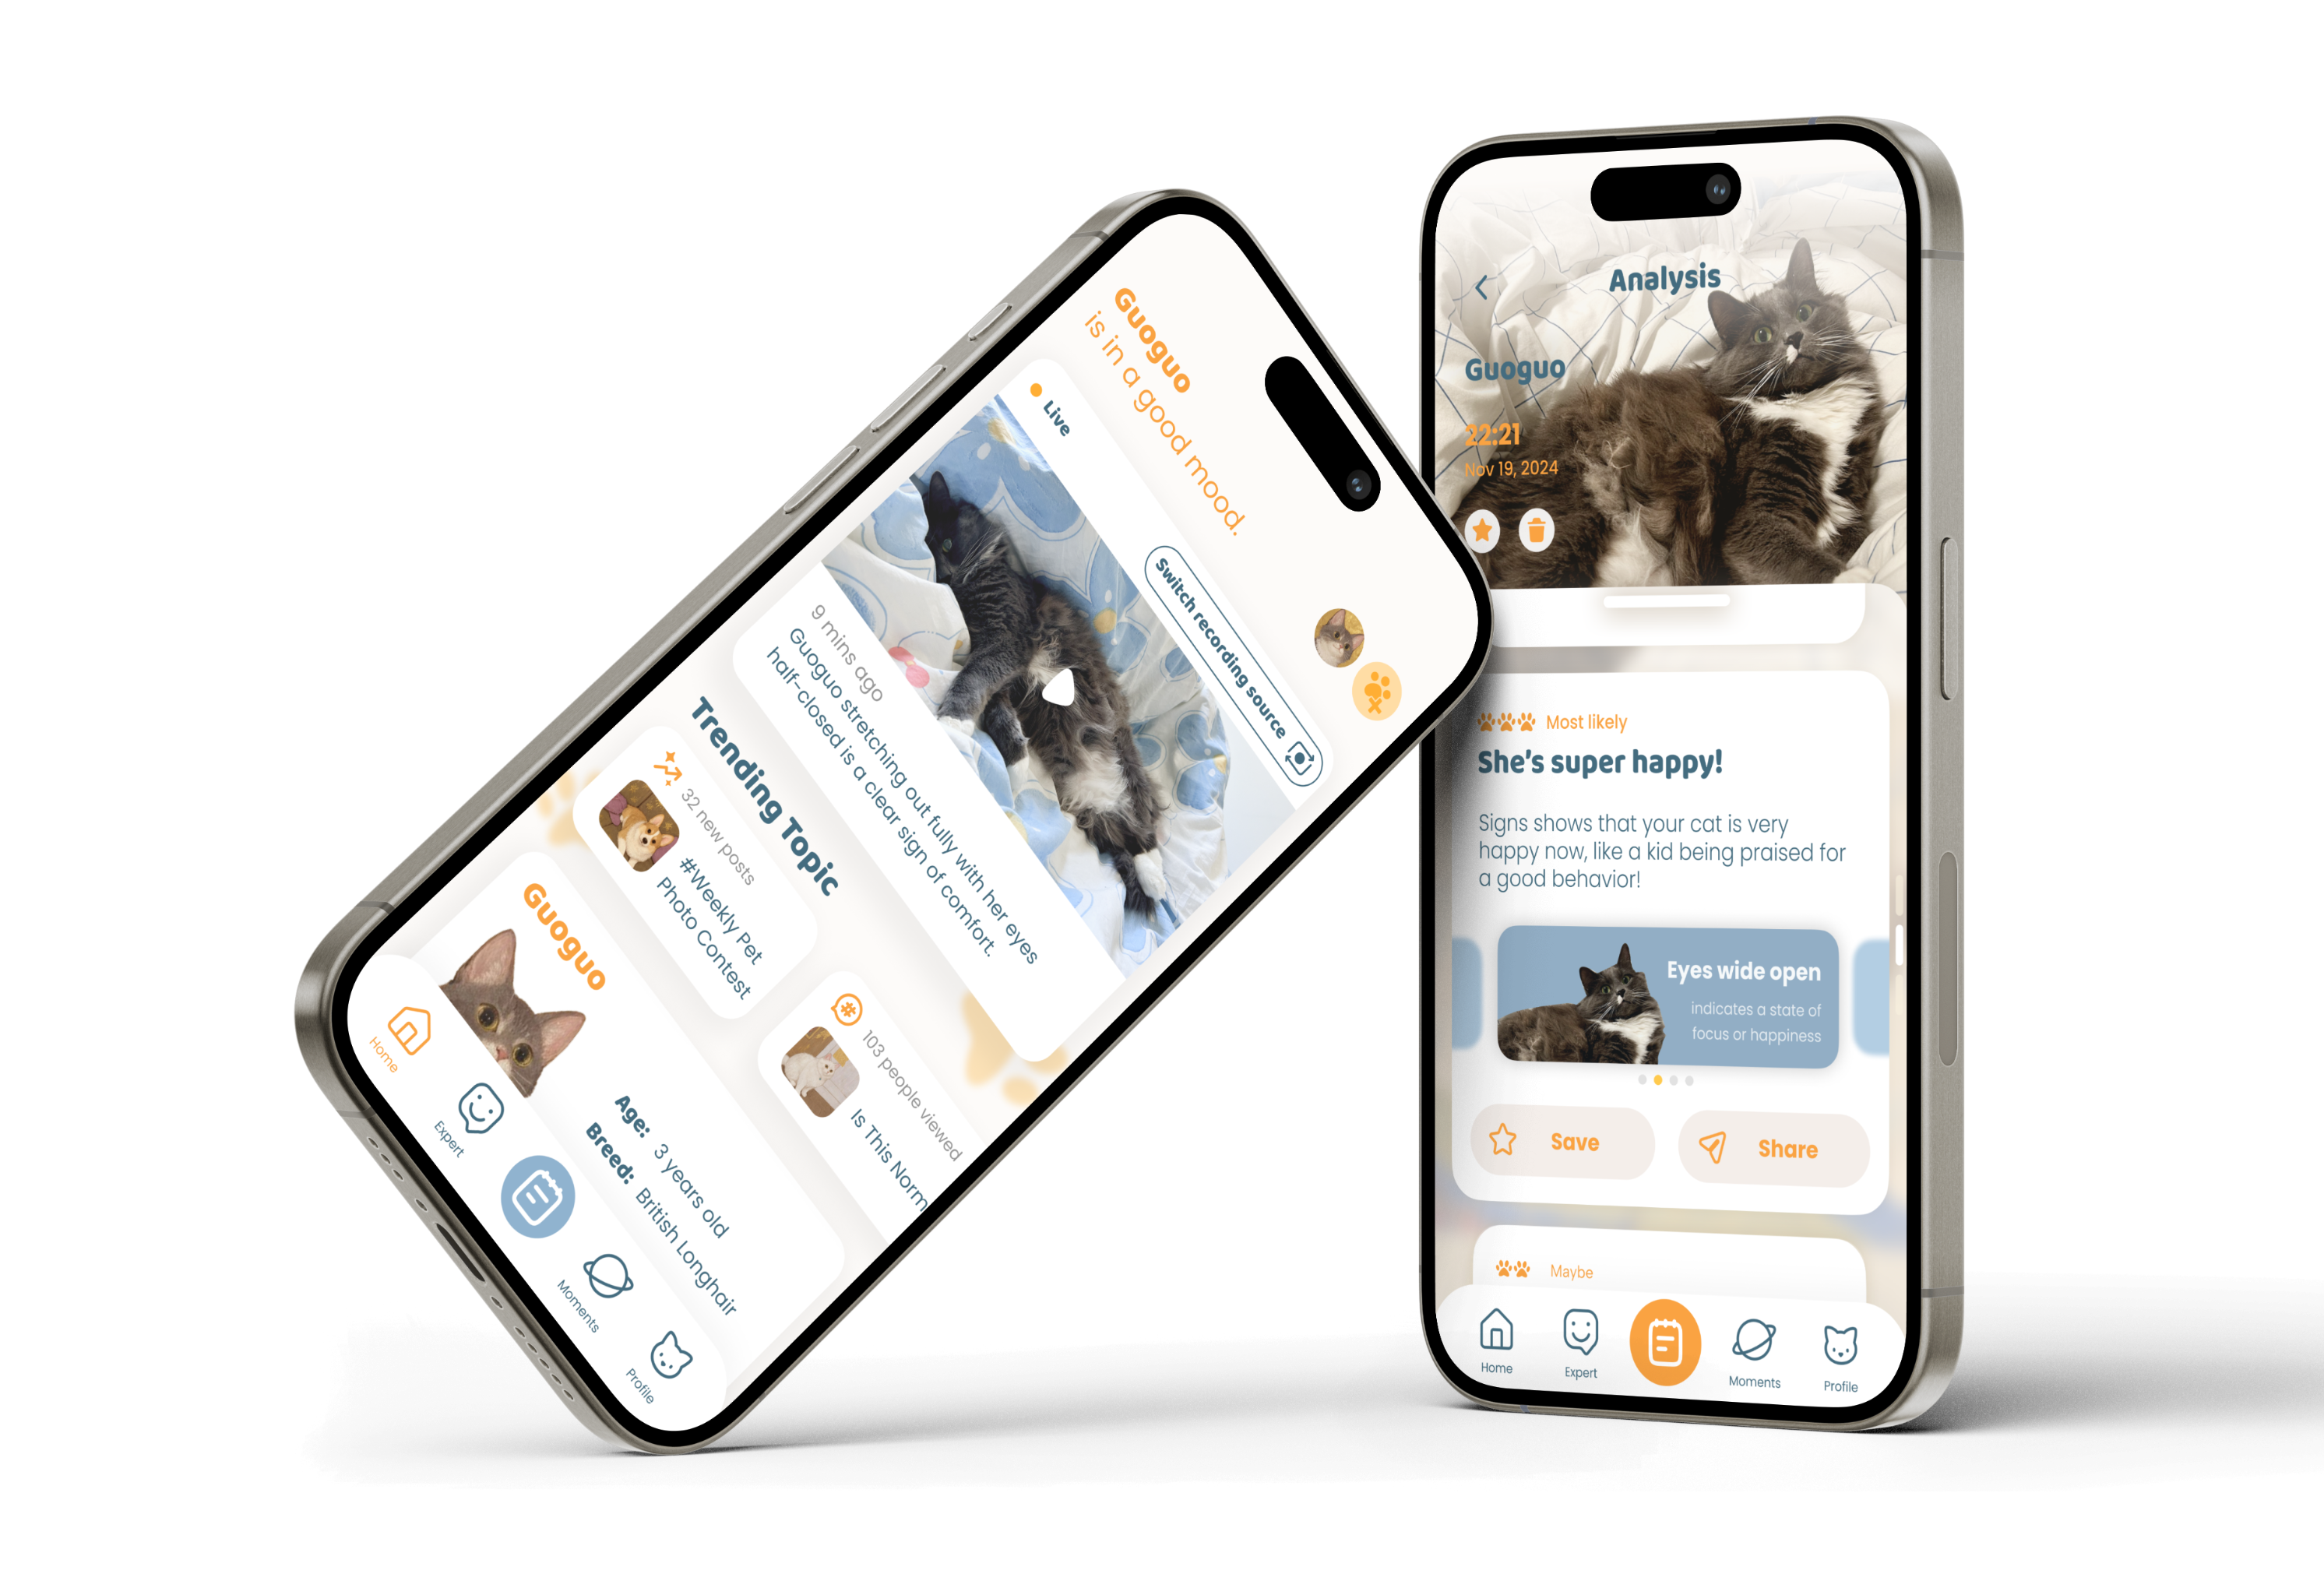 Guoguo
is in a good mood.
Live
Switch recording source
9 mins ago
Guoguo stretching out fully with her eyes
half-closed is a clear sign of comfort.
Trending Topic
32 new posts
#Weekly Pet
Photo Contest
103 people viewed
Is This Norm
Guoguo
Age: 3 years old
Breed: British Longhair
Home
Expert
Moments
Profile
Analysis
Guoguo
22:21
Nov 19, 2024
Most likely
She's super happy!
Signs shows that your cat is very
happy now, like a kid being praised for
a good behavior!
Eyes wide open
indicates a state of
focus or happiness
Save
Share
Maybe
Home
Expert
Moments
Profile